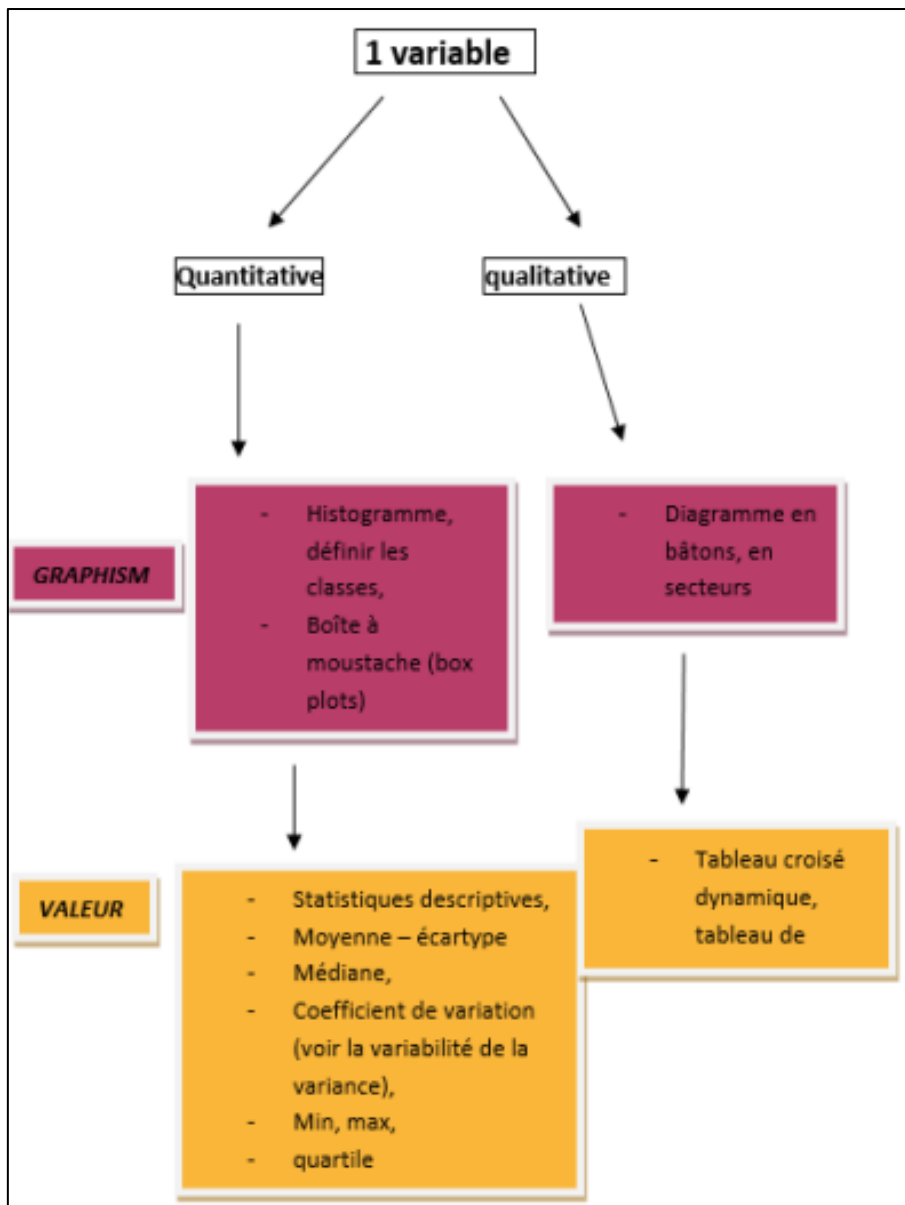 1 variable
Quantitative
qualitative
GRAPHISM
- Histogramme,
définir les
classes,
- Boîte à
moustache (box
plots)
- Diagramme en
bâtons, en
secteurs
VALEUR
- Statistiques descriptives,
- Moyenne – écartype
- Médiane,
- Coefficient de variation
(voir la variabilité de la
variance),
- Min, max,
- quartile
- Tableau croisé
dynamique,
tableau de